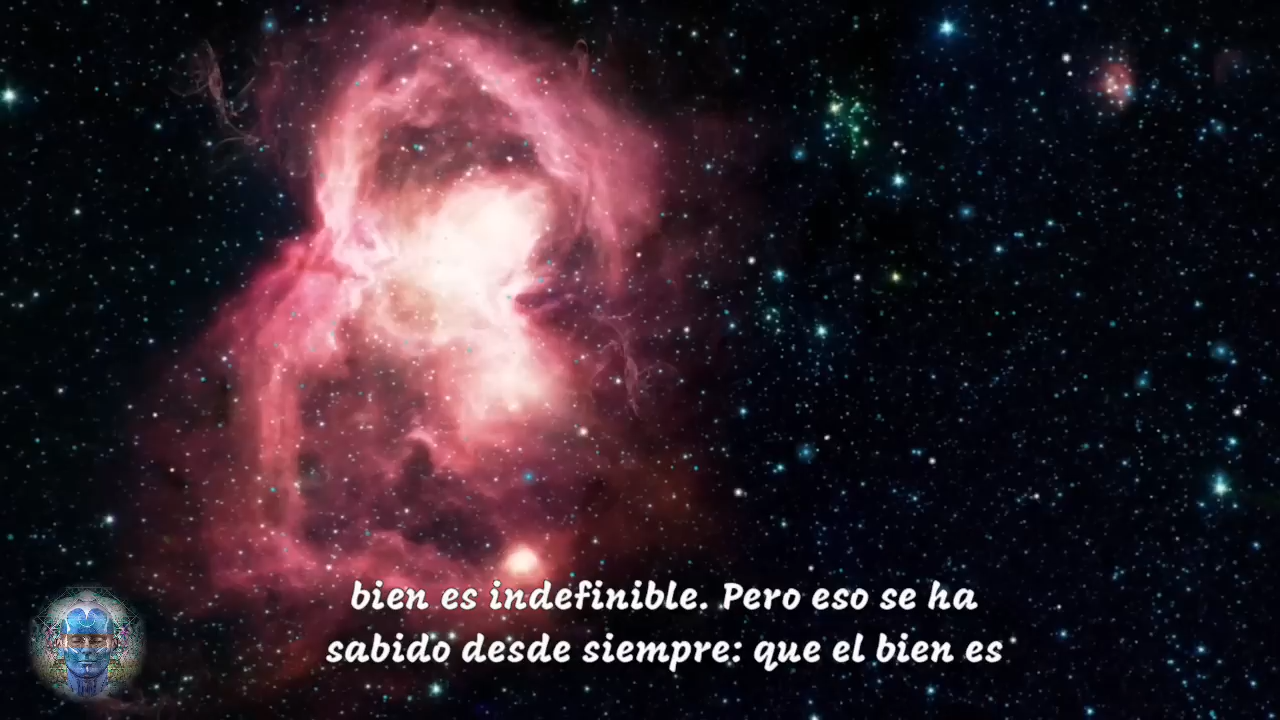 bien es indefinible. Pero eso se ha
sabido desde siempre: que el bien es